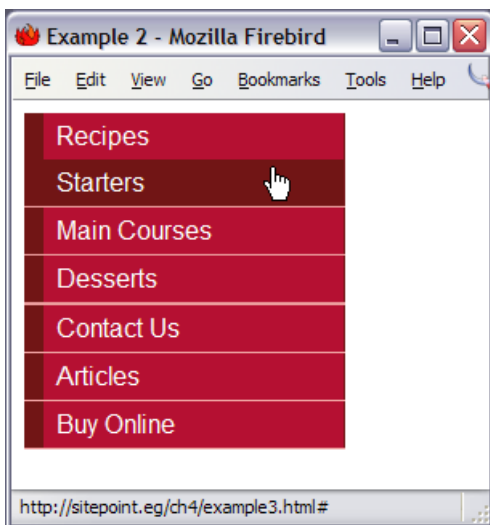 Example 2 - Mozilla Firebird
File Edit View Go Bookmarks Tools Help
Recipes
Starters
Main Courses
Desserts
Contact Us
Articles
Buy Online
http://sitepoint.eg/ch4/example3.html#